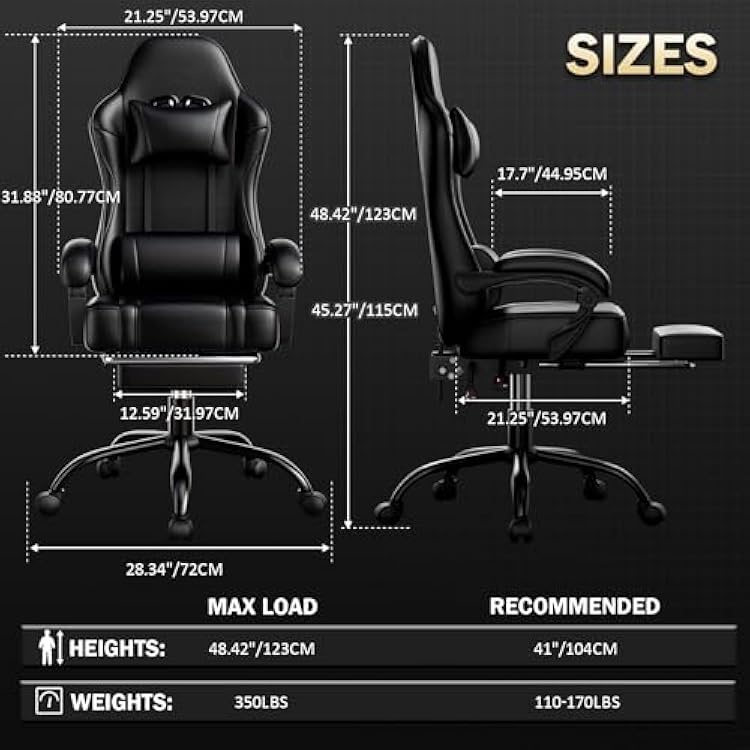 21.25"/53.97CM
SIZES
17.7"/44.95CM
31.88"/80.77CM
48.42"/123CM
45.27"/115CM
12.59"/31.97CM
21.25"/53.97CM
28.34"/72CM
MAX LOAD RECOMMENDED
HEIGHTS: 48.42"/123CM 41"/104CM
WEIGHTS: 350LBS 110-170LBS